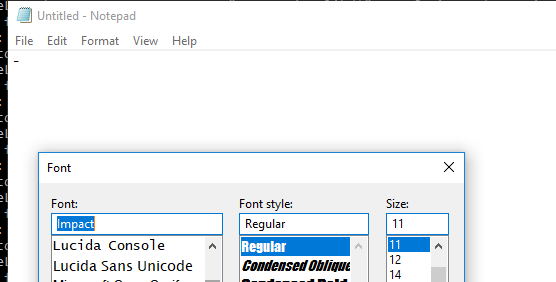 Untitled - Notepad
File Edit Format View Help
-
Font
Font: Font style: Size:
Impact Regular 11
Lucida Console Regular 11
Lucida Sans Unicode Condensed Oblique 12
14